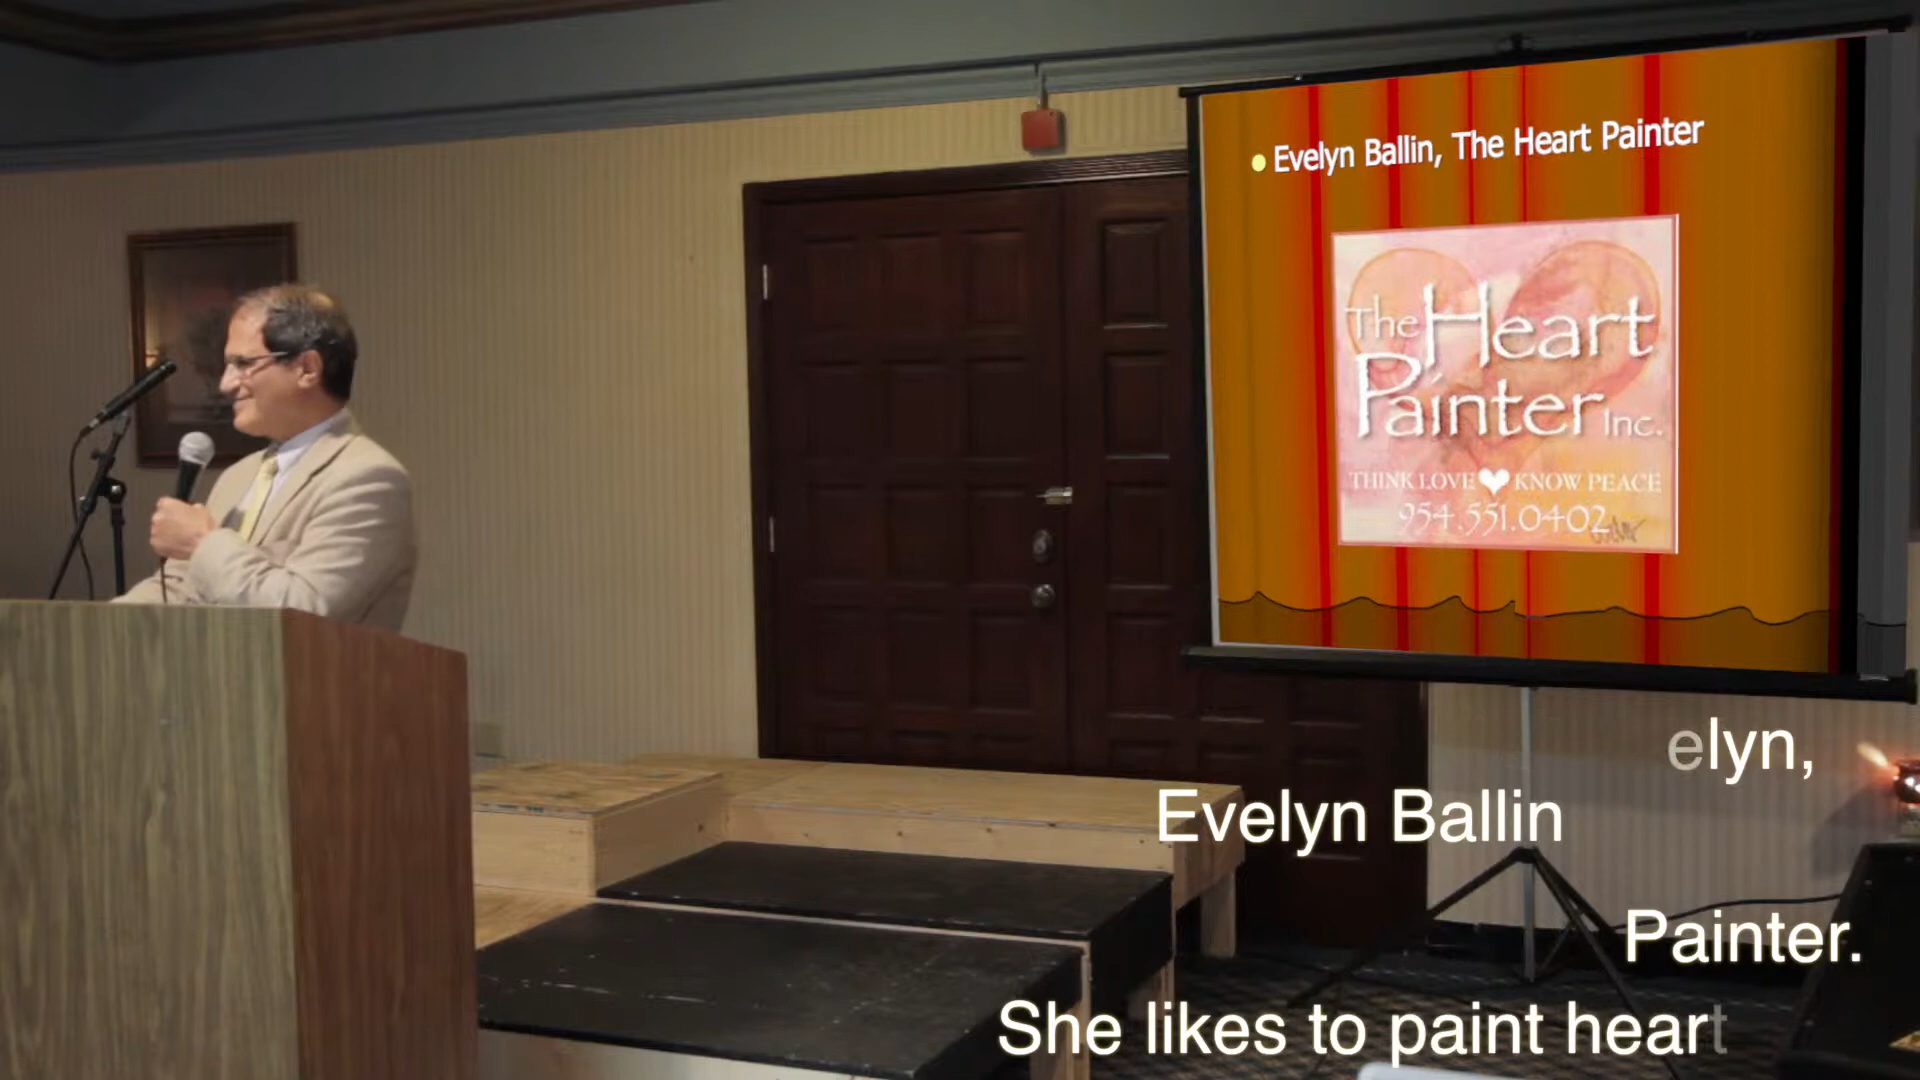 Evelyn Ballin, The Heart Painter
The Heart
Painter Inc.
THINK LOVE KNOW PEACE
954.551.0402
elyn,
Evelyn Ballin
Painter.
She likes to paint heart